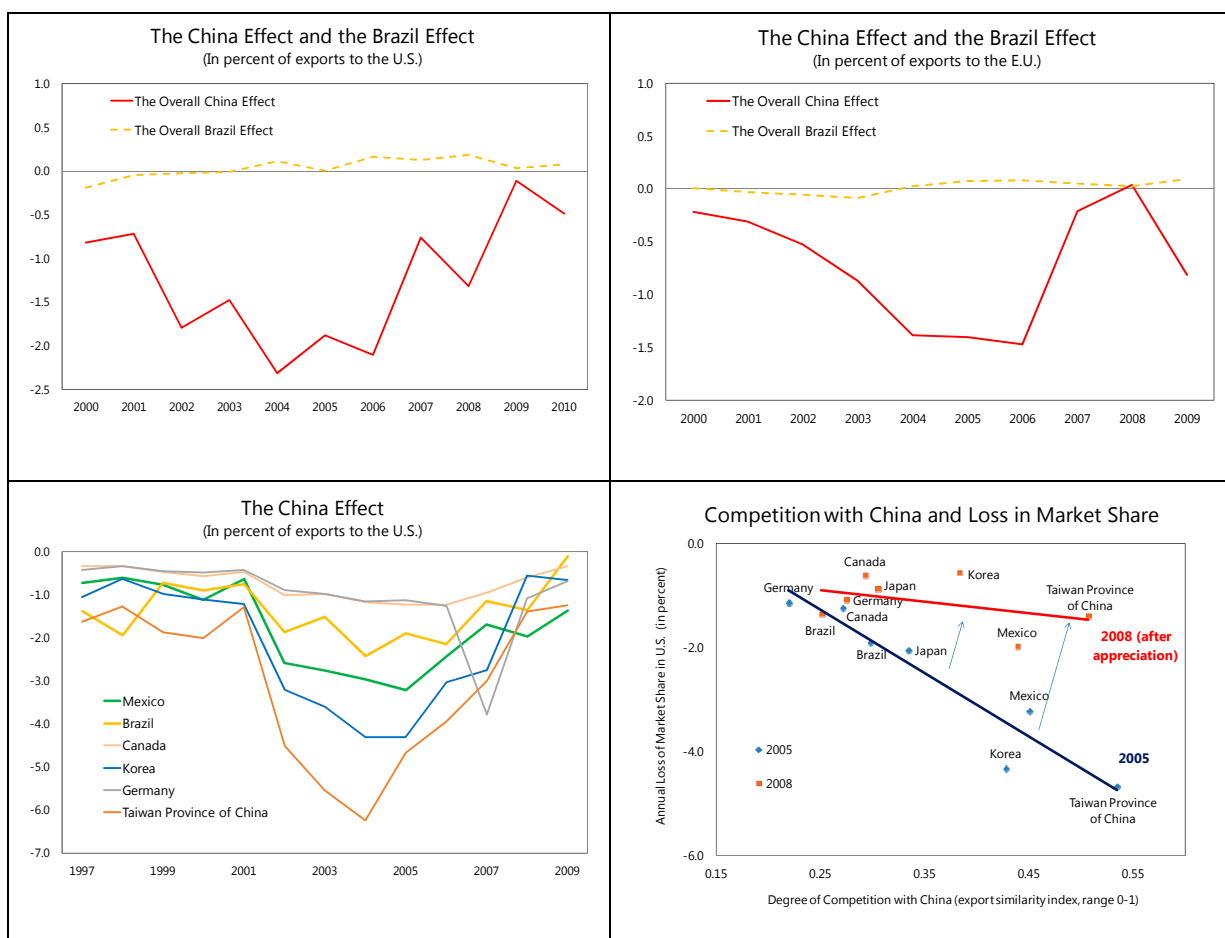 The China Effect and the Brazil Effect
(In percent of exports to the U.S.)
1.0
The Overall China Effect
0.5
The Overall Brazil Effect
0.0
-0.5
-1.0
-1.5
-2.0
-2.5
2000 2001 2002 2003 2004 2005 2006 2007 2008 2009 2010
The China Effect and the Brazil Effect
(In percent of exports to the E.U.)
1.0
The Overall China Effect
0.5
The Overall Brazil Effect
0.0
-0.5
-1.0
-1.5
-2.0
2000 2001 2002 2003 2004 2005 2006 2007 2008 2009
The China Effect
(In percent of exports to the U.S.)
0.0
-1.0
-2.0
-3.0
Mexico
-4.0
Brazil
Canada
-5.0
Korea
Germany
-6.0
Taiwan Province of China
-7.0
1997 1999 2001 2003 2005 2007 2009
Competition with China and Loss in Market Share
Annual Loss of Market Share in U.S. (in percent)
0.0
Canada
Korea
Germany
Japan
Germany
Taiwan Province
of China
Canada
Brazil
-2.0
Mexico
2008 (after
appreciation)
Brazil
Japan
Mexico
2005
-4.0
Korea
2005
2008
Taiwan Province
of China
-6.0
0.15 0.25 0.35 0.45 0.55
Degree of Competition with China (export similarity index, range 0-1)